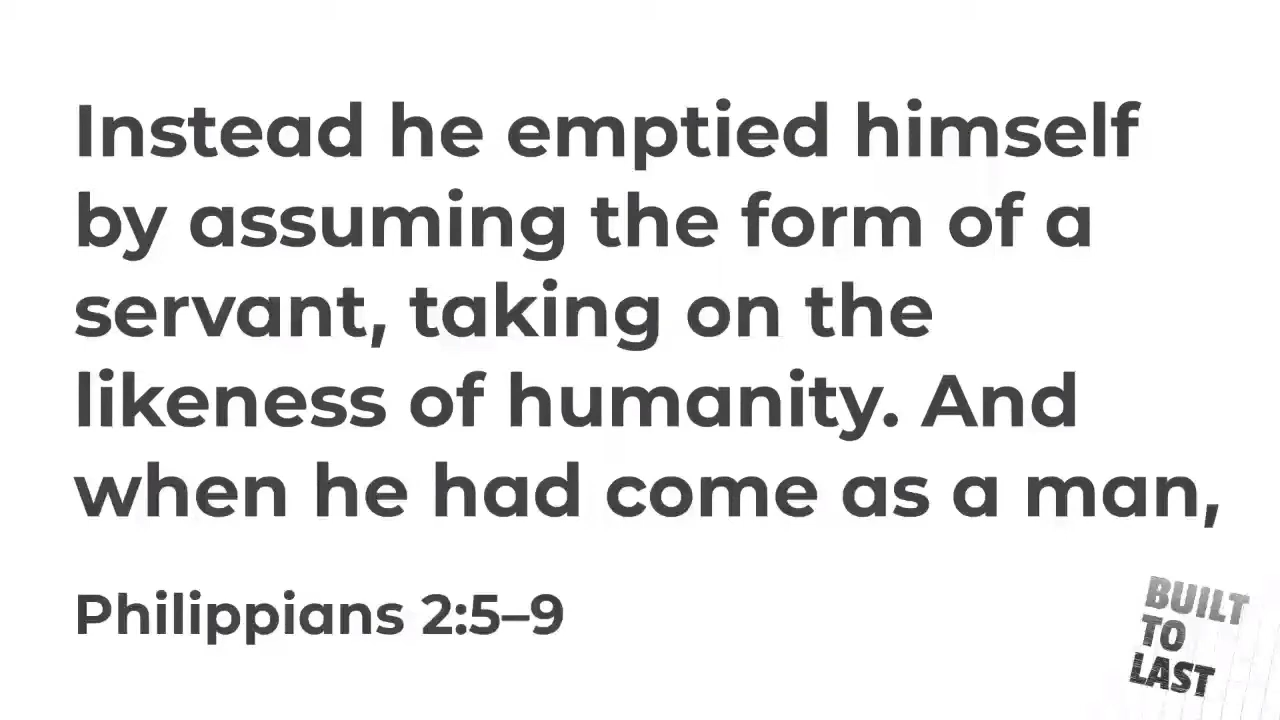 Instead he emptied himself
by assuming the form of a
servant, taking on the
likeness of humanity. And
when he had come as a man,
Philippians 2:5–9
BUILT
TO
LAST